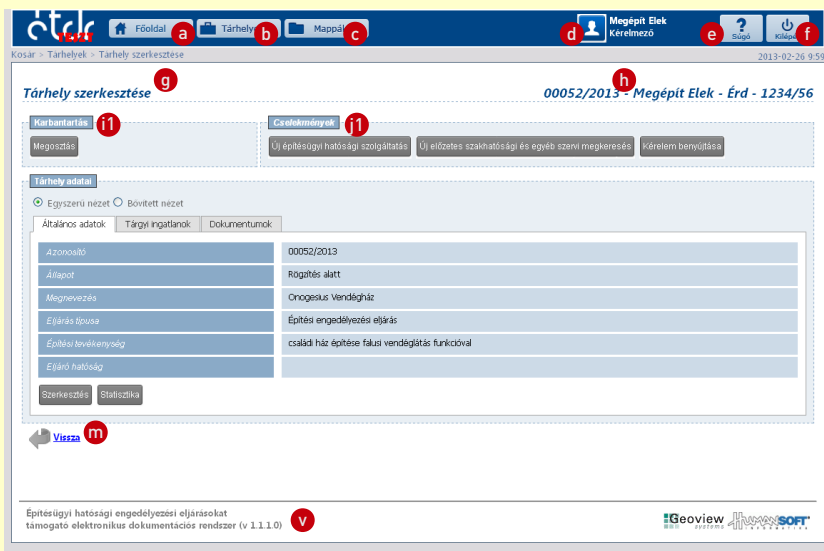 étdr
TESZT
Főoldal
a
Tárhely
b
Mappá
c
d
Megépít Elek
Kérelmező
e
Súgó
Kilépé
f
Kosár > Tárhelyek > Tárhely szerkesztése
2013-02-26 9:59
g
h
Tárhely szerkesztése
00052/2013 - Megépít Elek - Érd - 1234/56
Karbantartás i1
Cselekmények j1
Megosztás
Új építésügyi hatósági szolgáltatás
Új előzetes szakhatósági és egyéb szervi megkeresés
Kérelem benyújtása
Tárhely adatai
Egyszerű nézet Bővített nézet
Általános adatok Tárgyi ingatlanok Dokumentumok
Azonosító 00052/2013
Állapot Rögzítés alatt
Megnevezés Onogesius Vendégház
Eljárás típusa Építési engedélyezési eljárás
Építési tevékenység családi ház építése falusi vendéglátás funkcióval
Eljáró hatóság
Szerkesztés Statisztika
Vissza m
Építésügyi hatósági engedélyezési eljárásokat
támogató elektronikus dokumentációs rendszer (v 1.1.1.0)
v
Geoview
systems
HUMANSOFT
INFORMATIKA